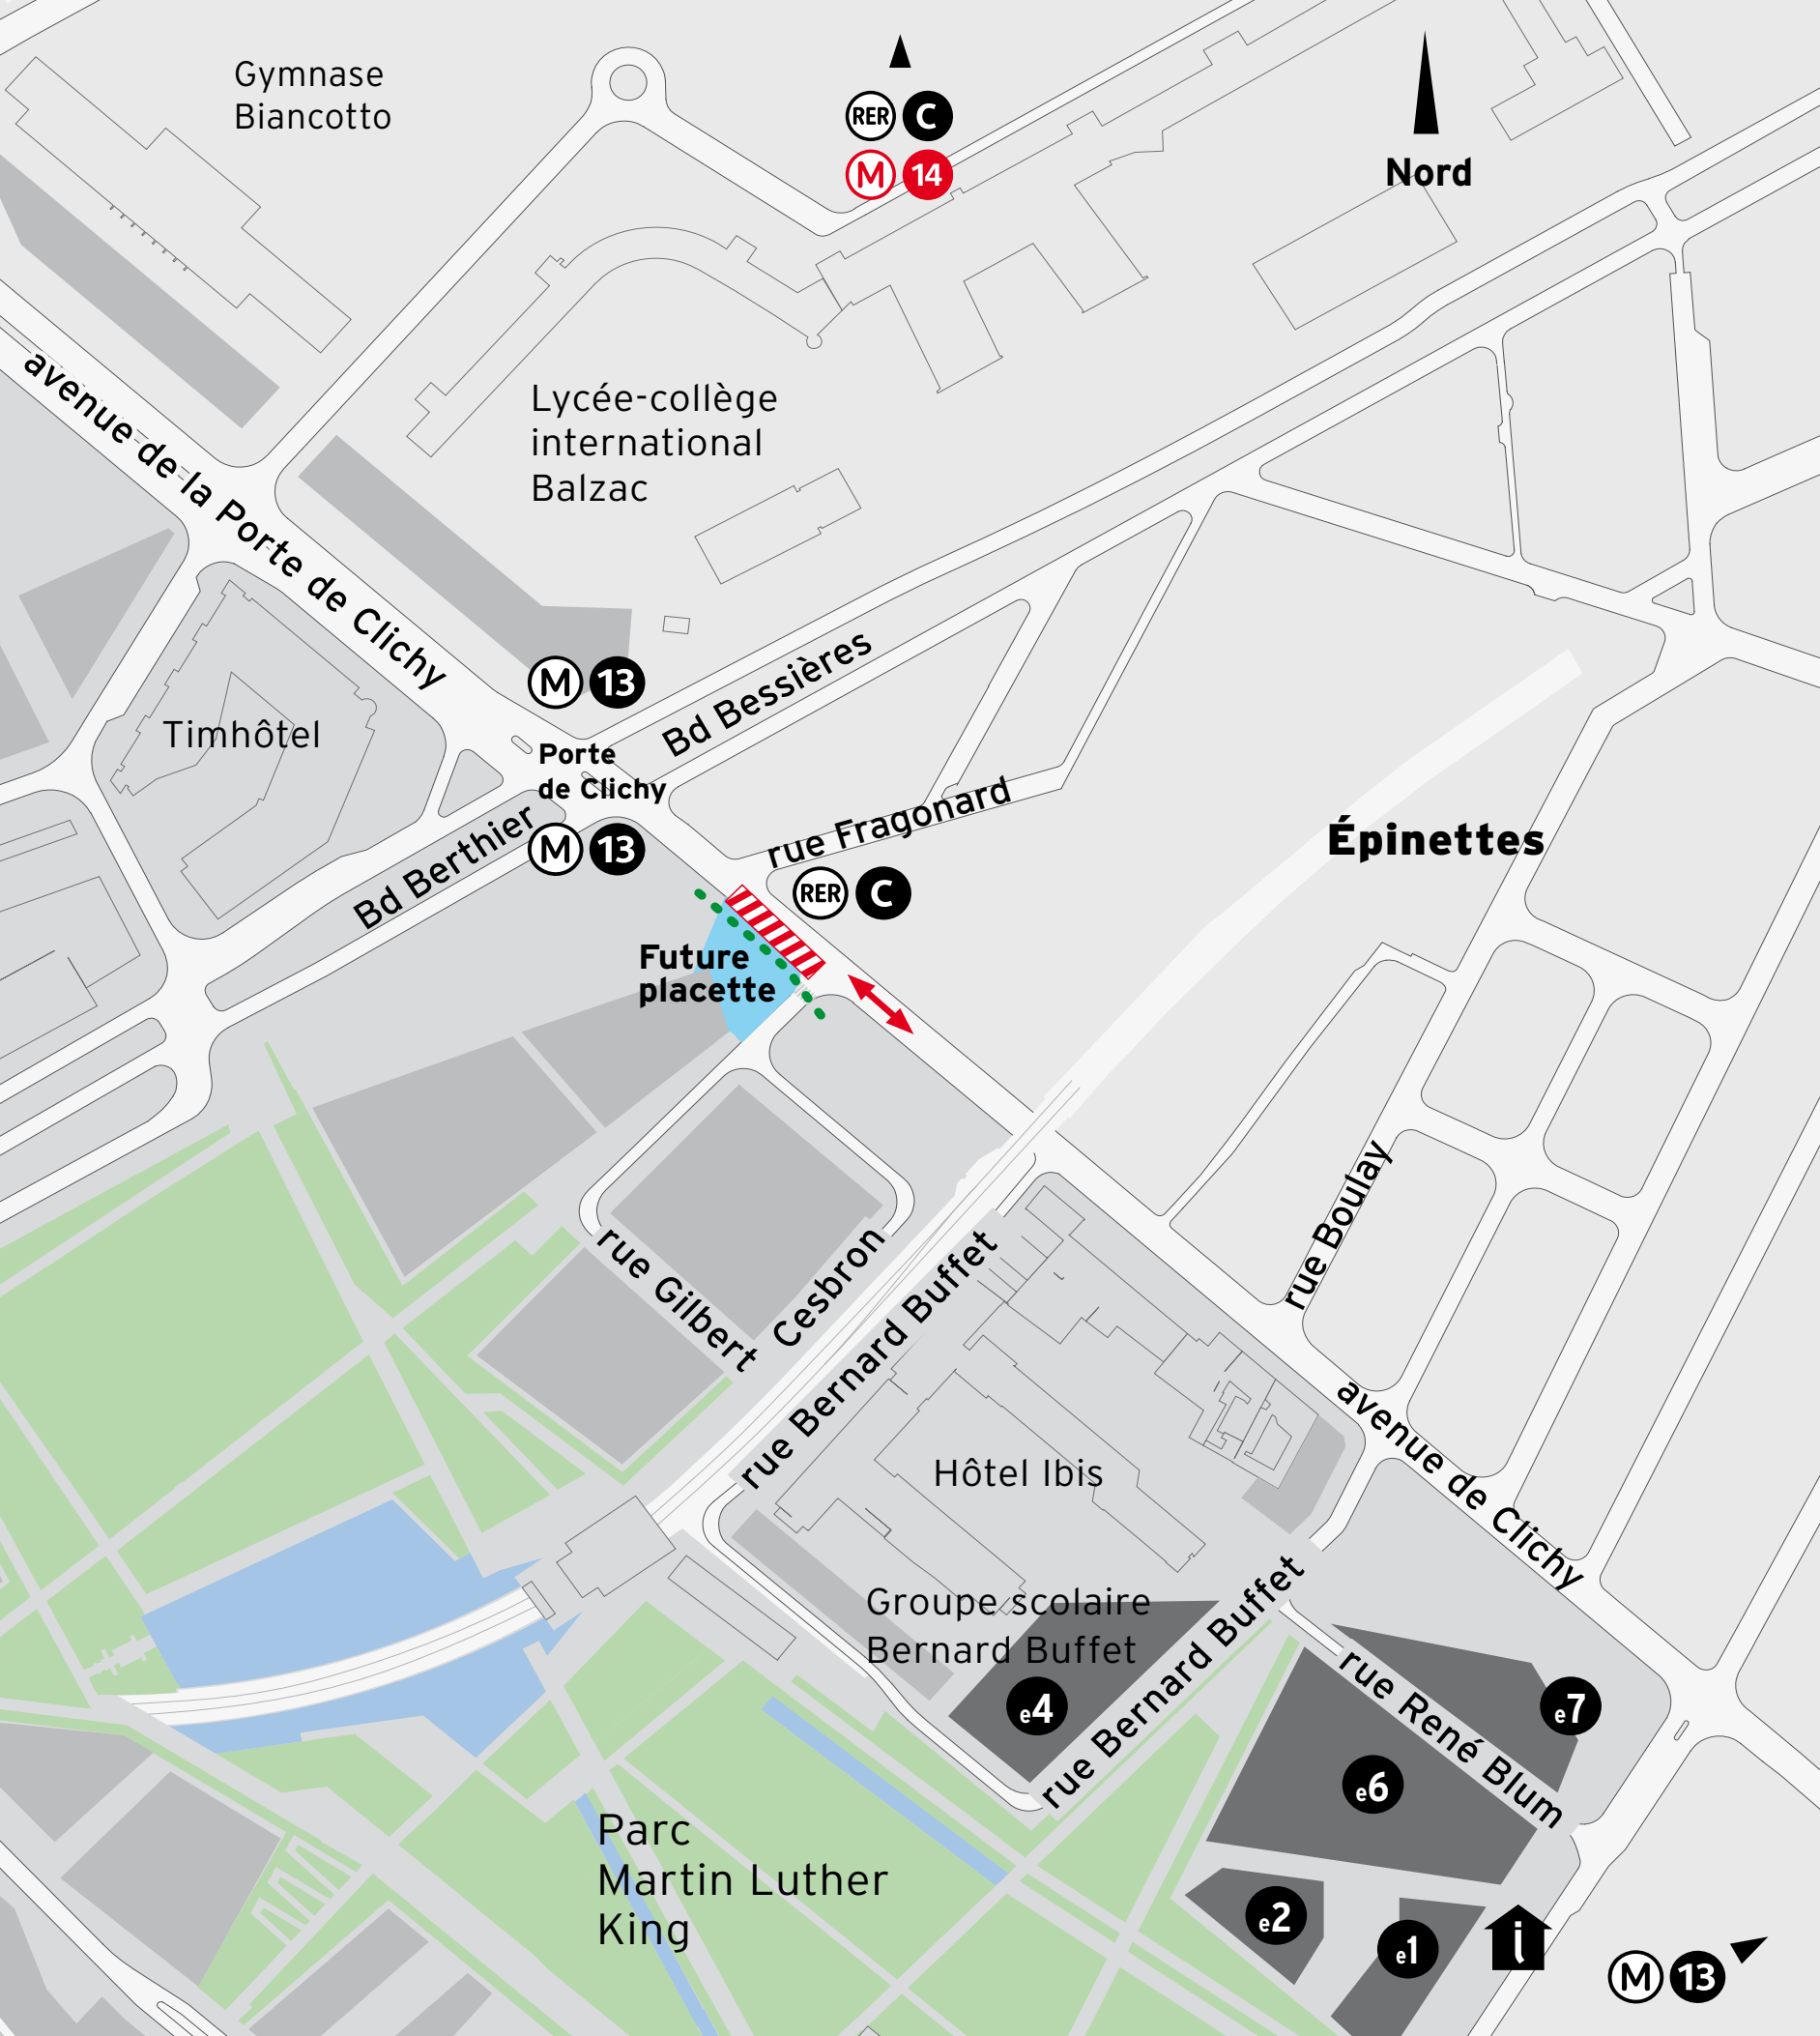 Gymnase
Biancotto
RER C
M 14
Nord
avenue de la Porte de Clichy
Lycée-collège
international
Balzac
M 13
Bd Bessières
Timhôtel
Porte
de Clichy
Bd Berthier
M 13
rue Fragonard
RER C
Épinettes
Future
placette
rue Boulay
rue Gilbert
Cesbron
rue Bernard Buffet
avenue de Clichy
Hôtel Ibis
Groupe scolaire
Bernard Buffet
e4
rue Bernard Buffet
rue René Blum
e7
e6
Parc
Martin Luther
King
e2
e1
i
M 13